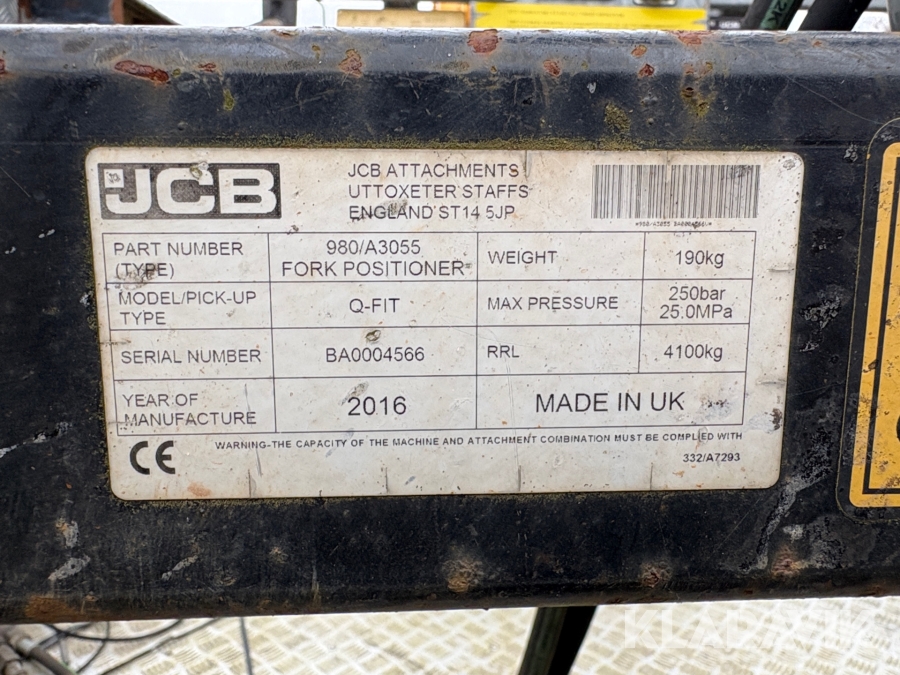 JCB
JCB ATTACHMENTS
UTTOXETER STAFFS
ENGLAND ST14 5JP
PART NUMBER
(TYPE)
980/A3055
FORK POSITIONER
WEIGHT
190kg
MODEL/PICK-UP
TYPE
Q-FIT
MAX PRESSURE
250bar
25.0MPa
SERIAL NUMBER
BA0004566
RRL
4100kg
YEAR OF
MANUFACTURE
2016
MADE IN UK
CE
WARNING-THE CAPACITY OF THE MACHINE AND ATTACHMENT COMBINATION MUST BE COMPLIED WITH
332/A7293